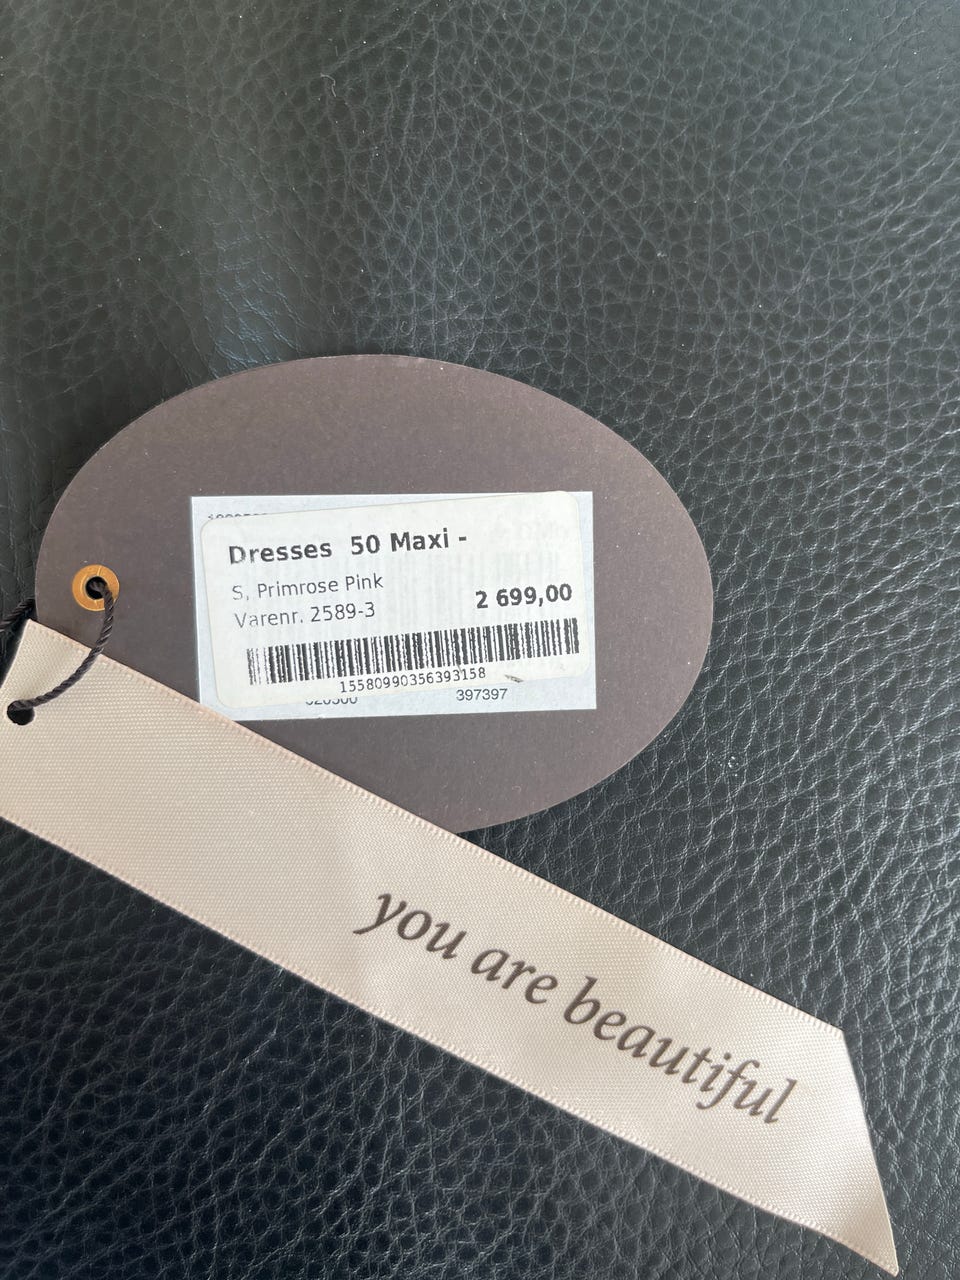 Dresses 50 Maxi -
S, Primrose Pink
Varenr. 2589-3
2 699,00
15580990356393158
397397
you are beautiful